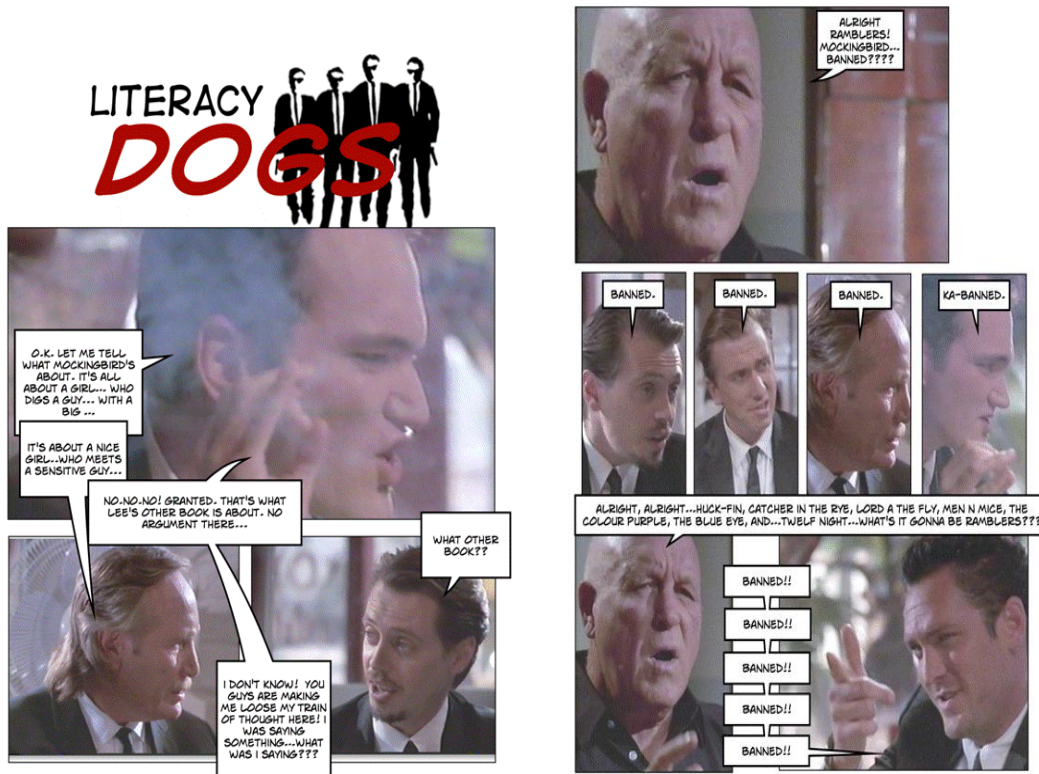 LITERACY
DOGS
O.K. LET ME TELL
WHAT MOCKINGBIRD'S
ABOUT. IT'S ALL
ABOUT A GIRL... WHO
DIGS A GUY... WITH A
BIG ...
IT'S ABOUT A NICE
GIRL..WHO MEETS
A SENSITIVE GUY...
NO.NO.NO! GRANTED. THAT'S WHAT
LEE'S OTHER BOOK IS ABOUT. NO
ARGUMENT THERE...
WHAT OTHER
BOOK??
I DON'T KNOW! YOU
GUYS ARE MAKING
ME LOOSE MY TRAIN
OF THOUGHT HERE! I
WAS SAYING
SOMETHING...WHAT
WAS I SAYING???
ALRIGHT
RAMBLERS!
MOCKINGBIRD...
BANNED????
BANNED.
BANNED.
BANNED.
KA-BANNED.
ALRIGHT, ALRIGHT...HUCK-FIN, CATCHER IN THE RYE, LORD A THE FLY, MEN N MICE, THE
COLOUR PURPLE, THE BLUE EYE, AND...TWELF NIGHT...WHAT'S IT GONNA BE RAMBLERS???
BANNED!!
BANNED!!
BANNED!!
BANNED!!
BANNED!!